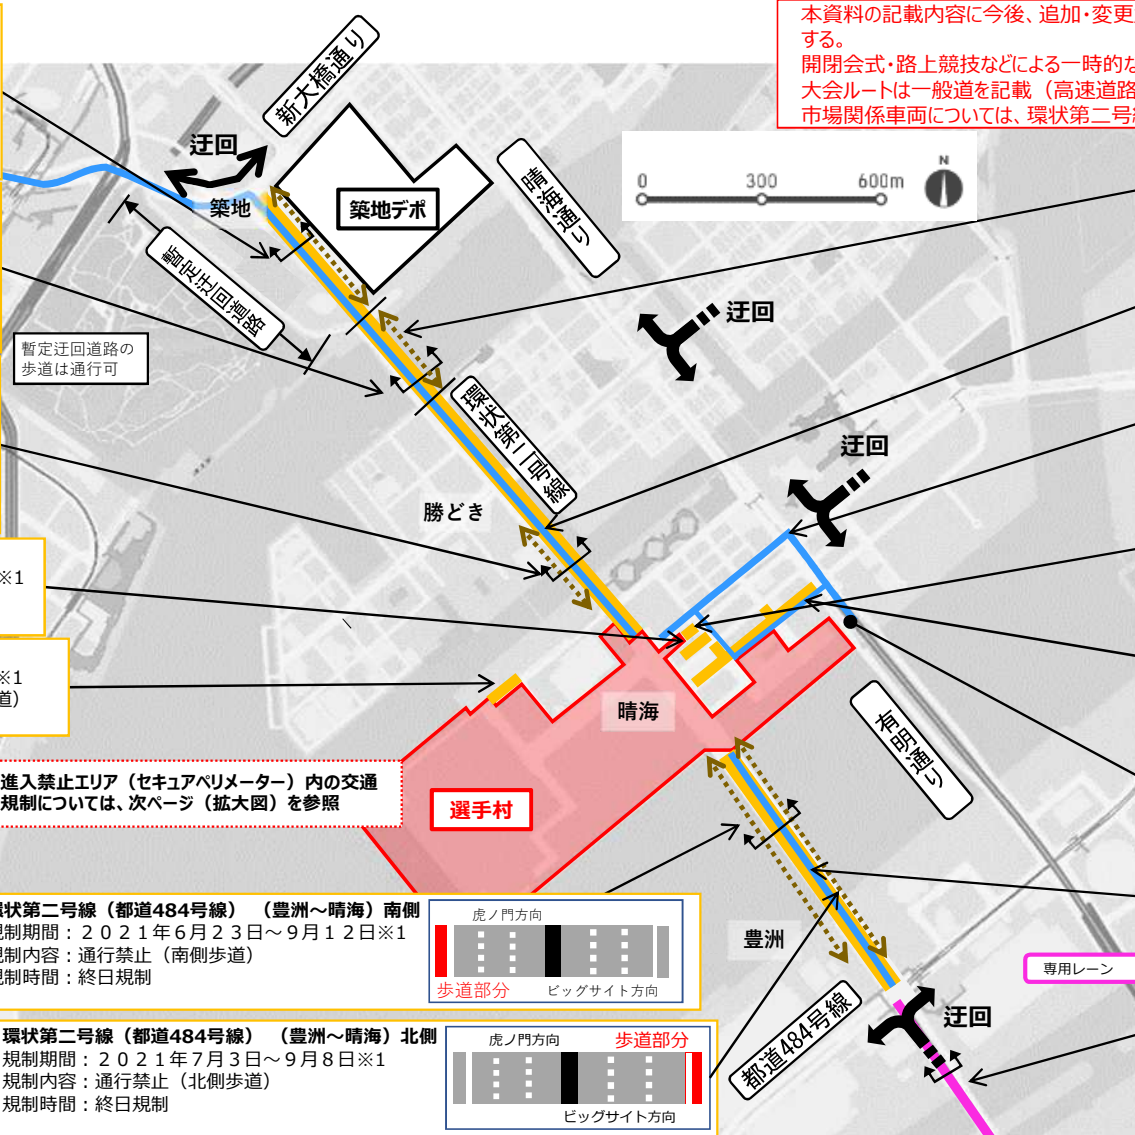 本資料の記載内容に今後、追加・変更
する。
開閉会式・路上競技などによる一時的な
大会ルートは一般道を記載（高速道路
市場関係車両については、環状第二号線
新大橋通り
迂回
築地
築地デポ
晴海通り
0 300 600m
N
暫定迂回道路
暫定迂回道路の
歩道は通行可
迂回
環状第二号線
勝どき
迂回
※1
※1
道）
晴海
有明通り
進入禁止エリア（セキュアペリメーター）内の交通
規制については、次ページ（拡大図）を参照
選手村
環状第二号線（都道484号線）（豊洲～晴海）南側
規制期間：２０２１年６月２３日～９月１２日※1
規制内容：通行禁止（南側歩道）
規制時間：終日規制
虎ノ門方向
歩道部分
ビッグサイト方向
豊洲
専用レーン
迂回
都道484号線
環状第二号線（都道484号線）（豊洲～晴海）北側
規制期間：２０２１年７月３日～９月８日※1
規制内容：通行禁止（北側歩道）
規制時間：終日規制
虎ノ門方向
歩道部分
ビッグサイト方向